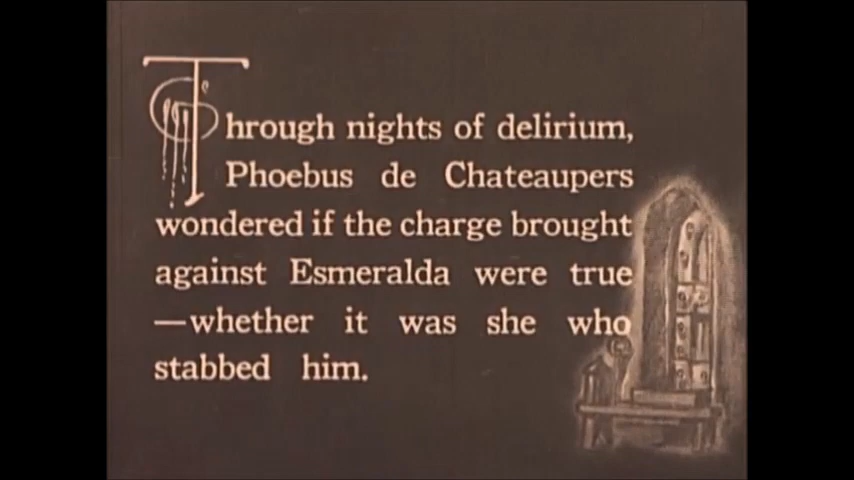 Through nights of delirium,
Phoebus de Chateaupers
wondered if the charge brought
against Esmeralda were true
—whether it was she who
stabbed him.